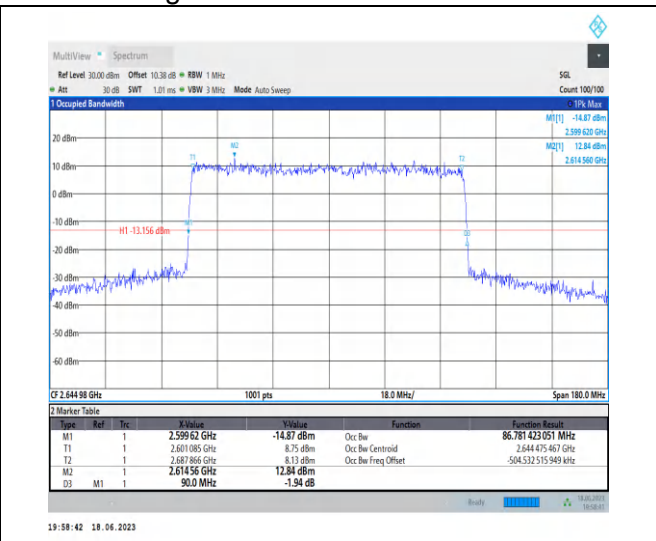 MultiView Spectrum
Ref Level 30.00 dBm Offset 10.38 dB RBW 1 MHz SGL
Att 30 dB SWT 1.01 ms VBW 3 MHz Mode Auto Sweep Count 100/100
1 Occupied Bandwidth 1Pk Max
M1[1] -14.87 dBm
2.599 620 GHz
M2[1] 12.84 dBm
2.614 560 GHz
20 dBm
M2
T1 T2
10 dBm
0 dBm
-10 dBm
M1
H1 -13.156 dBm
D3
-20 dBm
-30 dBm
-40 dBm
-50 dBm
-60 dBm
CF 2.644 98 GHz 1001 pts 18.0 MHz/ Span 180.0 MHz
2 Marker Table
Type Ref Trc X-Value Y-Value Function Function Result
M1 1 2.599 62 GHz -14.87 dBm Occ Bw 86.781 423 051 MHz
T1 1 2.601 085 GHz 8.75 dBm Occ Bw Centroid 2.644 475 467 GHz
T2 1 2.687 866 GHz 8.13 dBm Occ Bw Freq Offset -504.532 515 949 kHz
M2 1 2.614 56 GHz 12.84 dBm
D3 M1 1 90.0 MHz -1.94 dB
Ready 18.06.2023
19:58:41
19:58:42 18.06.2023